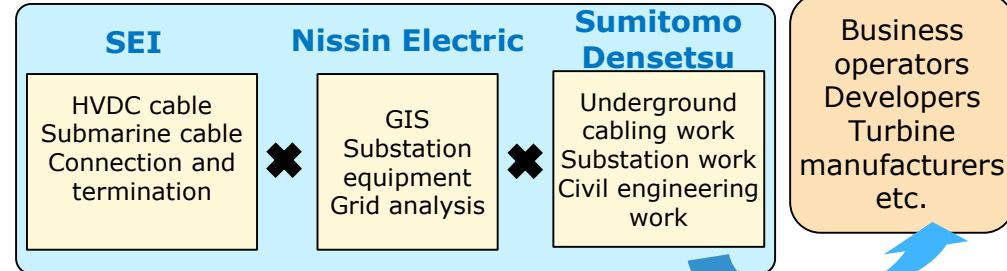 SEI
HVDC cable
Submarine cable
Connection and
termination
Nissin Electric
GIS
Substation
equipment
Grid analysis
Sumitomo
Densetsu
Underground
cabling work
Substation work
Civil engineering
work
Business
operators
Developers
Turbine
manufacturers
etc.